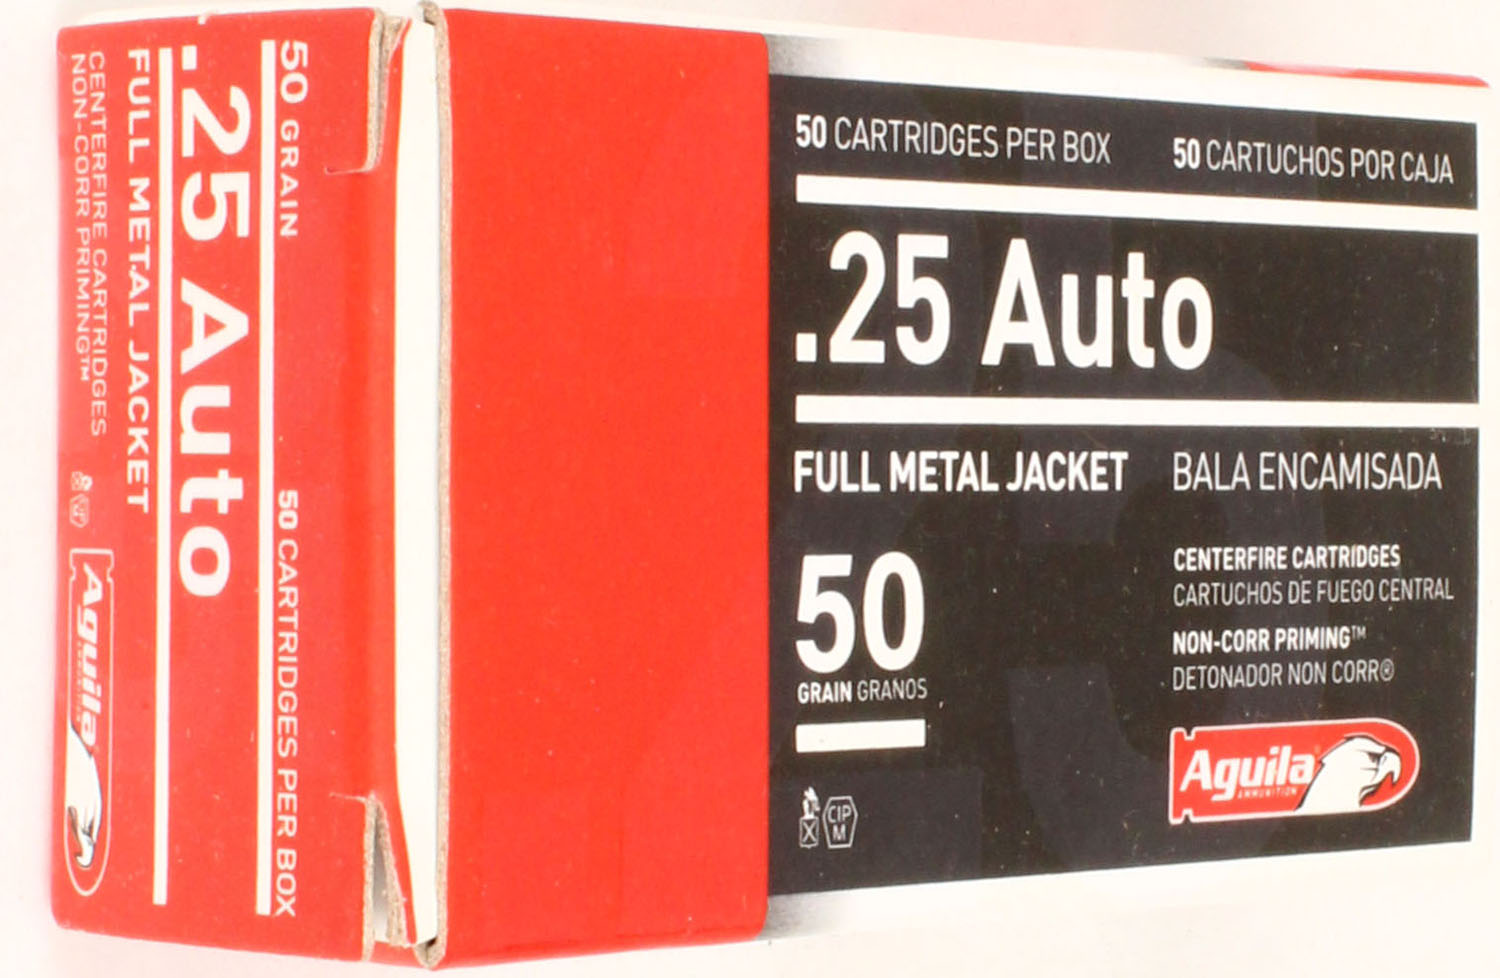 50 GRAIN
50 CARTRIDGES PER BOX
.25 Auto
FULL METAL JACKET
CENTERFIRE CARTRIDGES
NON-CORR PRIMING™
Aguila
50 CARTRIDGES PER BOX
50 CARTUCHOS POR CAJA
.25 Auto
FULL METAL JACKET
BALA ENCAMISADA
50
GRAIN GRANOS
CENTERFIRE CARTRIDGES
CARTUCHOS DE FUEGO CENTRAL
NON-CORR PRIMING™
DETONADOR NON CORR®
CIP
M
Aguila
AMMUNITION